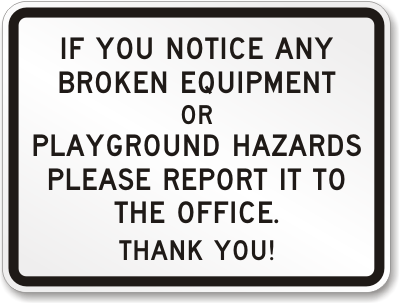 IF YOU NOTICE ANY
BROKEN EQUIPMENT
OR
PLAYGROUND HAZARDS
PLEASE REPORT IT TO
THE OFFICE.
THANK YOU!